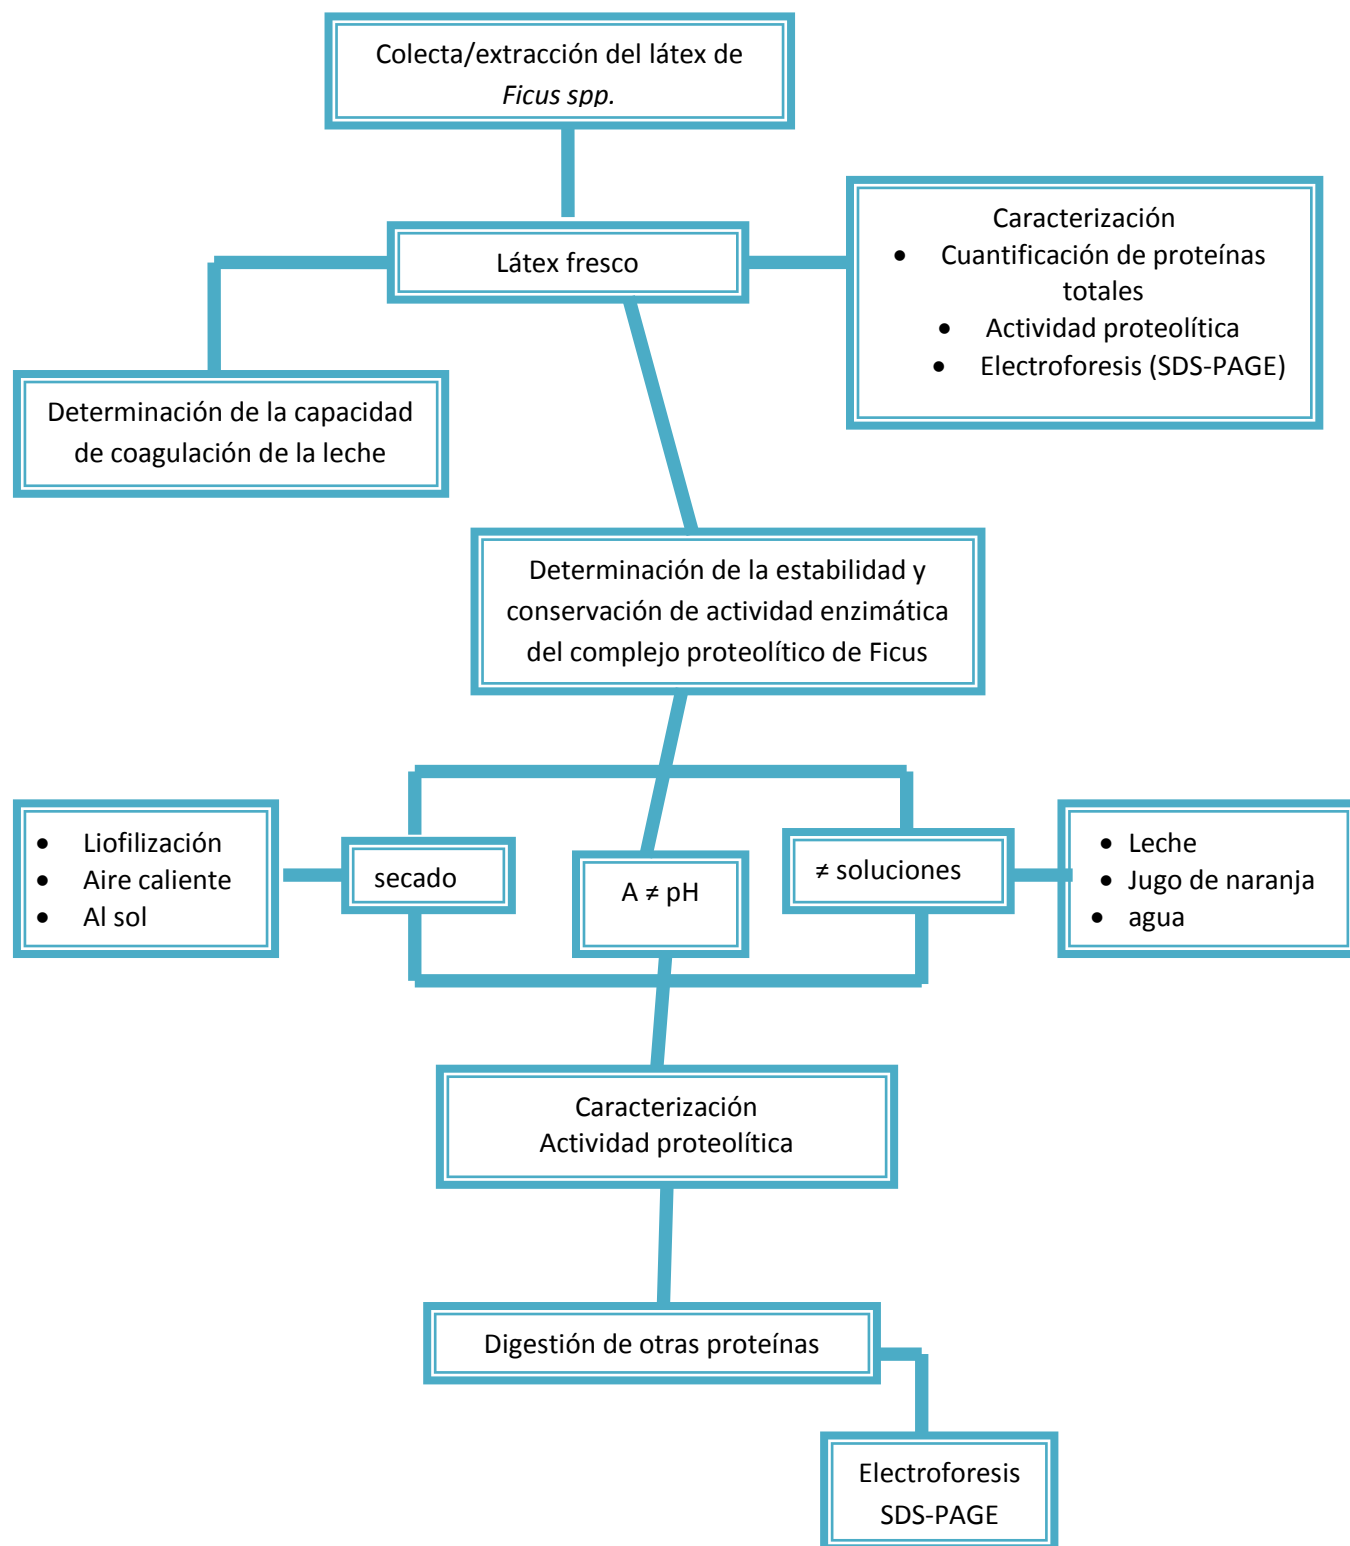 Colecta/extracción del látex de
Ficus spp.
Látex fresco
Caracterización
• Cuantificación de proteínas
totales
• Actividad proteolítica
• Electroforesis (SDS-PAGE)
Determinación de la capacidad
de coagulación de la leche
Determinación de la estabilidad y
conservación de actividad enzimática
del complejo proteolítico de Ficus
• Liofilización
• Aire caliente
• Al sol
secado
A ≠ pH
≠ soluciones
• Leche
• Jugo de naranja
• agua
Caracterización
Actividad proteolítica
Digestión de otras proteínas
Electroforesis
SDS-PAGE